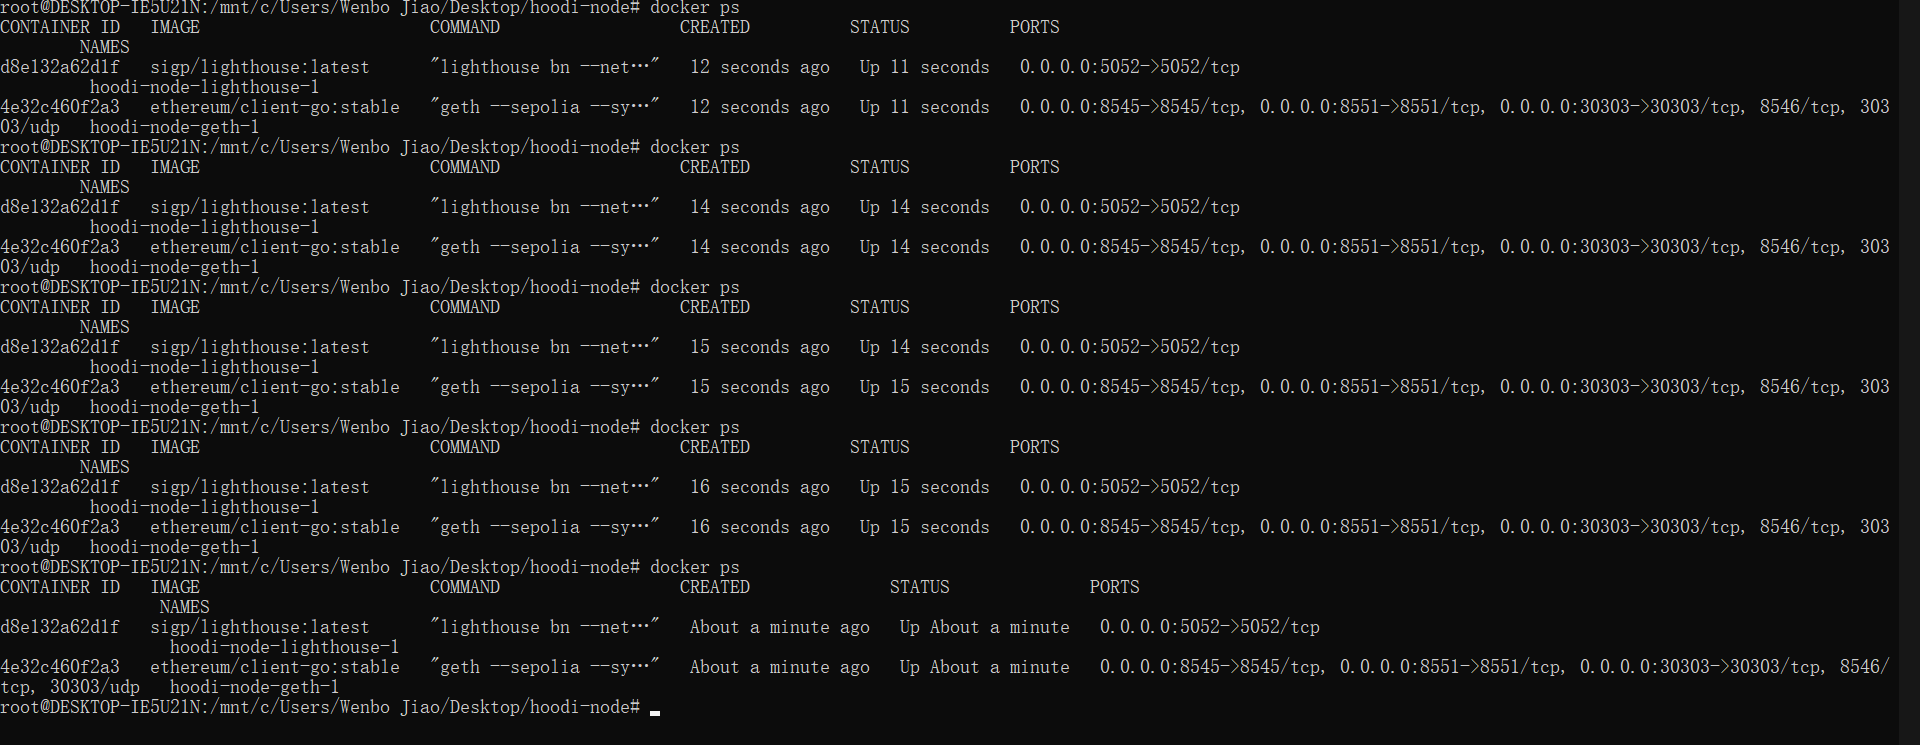 root@DESKTOP-IE5U21N:/mnt/c/Users/Wenbo Jiao/Desktop/hoodi-node# docker ps
CONTAINER ID   IMAGE                       COMMAND                  CREATED          STATUS          PORTS
        NAMES
d8e132a62d1f   sigp/lighthouse:latest      "lighthouse bn --net…"   12 seconds ago   Up 11 seconds   0.0.0.0:5052->5052/tcp
         hoodi-node-lighthouse-1
4e32c460f2a3   ethereum/client-go:stable   "geth --sepolia --sy…"   12 seconds ago   Up 11 seconds   0.0.0.0:8545->8545/tcp, 0.0.0.0:8551->8551/tcp, 0.0.0.0:30303->30303/tcp, 8546/tcp, 303
03/udp   hoodi-node-geth-1
root@DESKTOP-IE5U21N:/mnt/c/Users/Wenbo Jiao/Desktop/hoodi-node# docker ps
CONTAINER ID   IMAGE                       COMMAND                  CREATED          STATUS          PORTS
        NAMES
d8e132a62d1f   sigp/lighthouse:latest      "lighthouse bn --net…"   14 seconds ago   Up 14 seconds   0.0.0.0:5052->5052/tcp
         hoodi-node-lighthouse-1
4e32c460f2a3   ethereum/client-go:stable   "geth --sepolia --sy…"   14 seconds ago   Up 14 seconds   0.0.0.0:8545->8545/tcp, 0.0.0.0:8551->8551/tcp, 0.0.0.0:30303->30303/tcp, 8546/tcp, 303
03/udp   hoodi-node-geth-1
root@DESKTOP-IE5U21N:/mnt/c/Users/Wenbo Jiao/Desktop/hoodi-node# docker ps
CONTAINER ID   IMAGE                       COMMAND                  CREATED          STATUS          PORTS
        NAMES
d8e132a62d1f   sigp/lighthouse:latest      "lighthouse bn --net…"   15 seconds ago   Up 14 seconds   0.0.0.0:5052->5052/tcp
         hoodi-node-lighthouse-1
4e32c460f2a3   ethereum/client-go:stable   "geth --sepolia --sy…"   15 seconds ago   Up 15 seconds   0.0.0.0:8545->8545/tcp, 0.0.0.0:8551->8551/tcp, 0.0.0.0:30303->30303/tcp, 8546/tcp, 303
03/udp   hoodi-node-geth-1
root@DESKTOP-IE5U21N:/mnt/c/Users/Wenbo Jiao/Desktop/hoodi-node# docker ps
CONTAINER ID   IMAGE                       COMMAND                  CREATED          STATUS          PORTS
        NAMES
d8e132a62d1f   sigp/lighthouse:latest      "lighthouse bn --net…"   16 seconds ago   Up 15 seconds   0.0.0.0:5052->5052/tcp
         hoodi-node-lighthouse-1
4e32c460f2a3   ethereum/client-go:stable   "geth --sepolia --sy…"   16 seconds ago   Up 15 seconds   0.0.0.0:8545->8545/tcp, 0.0.0.0:8551->8551/tcp, 0.0.0.0:30303->30303/tcp, 8546/tcp, 303
03/udp   hoodi-node-geth-1
root@DESKTOP-IE5U21N:/mnt/c/Users/Wenbo Jiao/Desktop/hoodi-node# docker ps
CONTAINER ID   IMAGE                       COMMAND                  CREATED              STATUS              PORTS
                NAMES
d8e132a62d1f   sigp/lighthouse:latest      "lighthouse bn --net…"   About a minute ago   Up About a minute   0.0.0.0:5052->5052/tcp
                 hoodi-node-lighthouse-1
4e32c460f2a3   ethereum/client-go:stable   "geth --sepolia --sy…"   About a minute ago   Up About a minute   0.0.0.0:8545->8545/tcp, 0.0.0.0:8551->8551/tcp, 0.0.0.0:30303->30303/tcp, 8546/
tcp, 30303/udp   hoodi-node-geth-1
root@DESKTOP-IE5U21N:/mnt/c/Users/Wenbo Jiao/Desktop/hoodi-node#